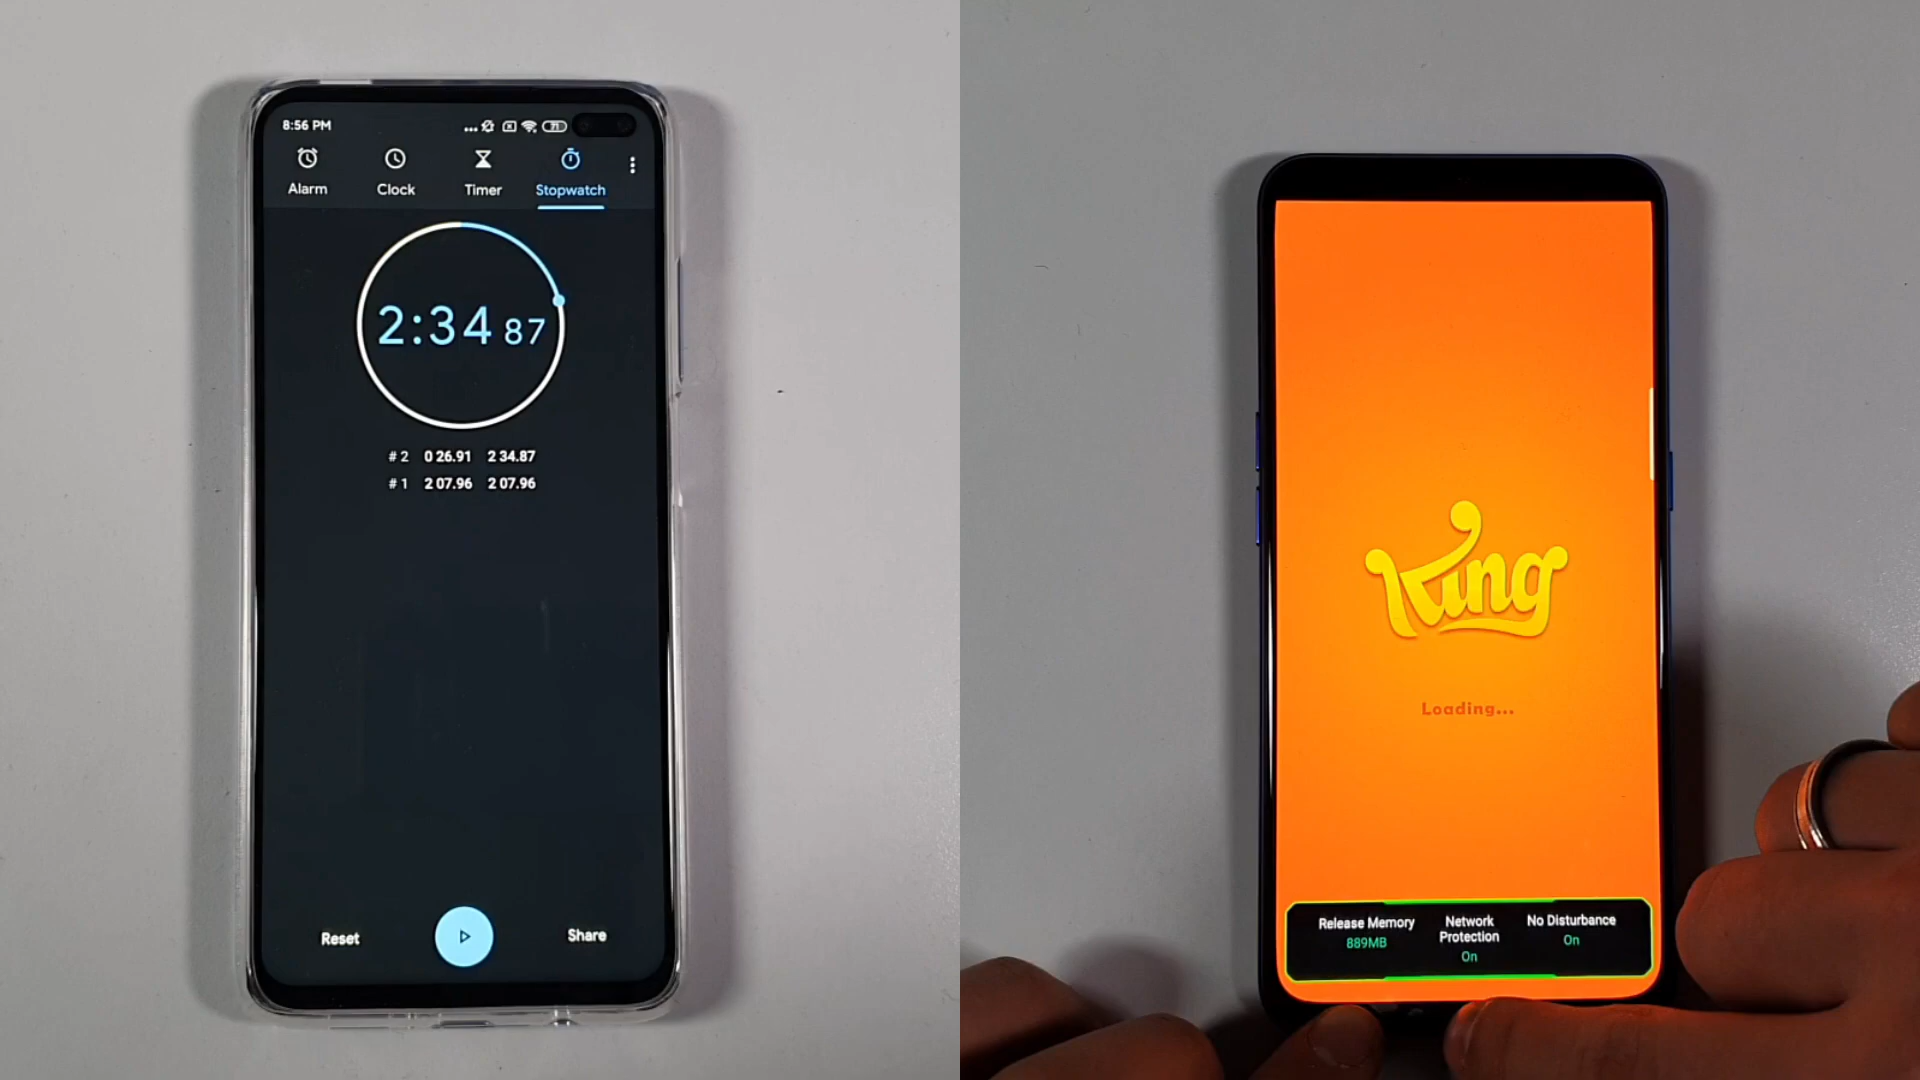 8:56 PM
71
Alarm
Clock
Timer
Stopwatch
2:34 87
# 2 0 26.91 2 34.87
# 1 2 07.96 2 07.96
Reset
Share
King
Loading...
Release Memory
889MB
Network
Protection
On
No Disturbance
On